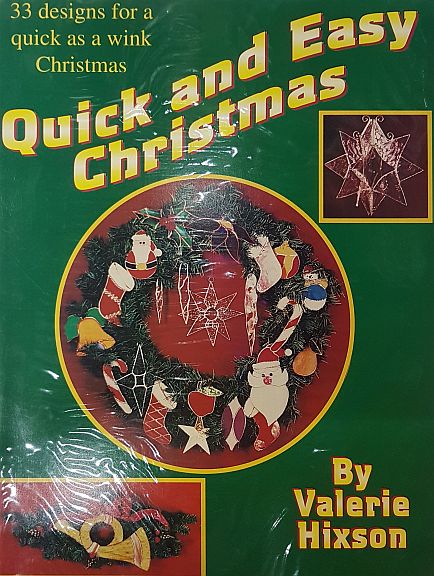 33 designs for a
quick as a wink
Christmas
Quick and Easy
Christmas
By
Valerie
Hixson